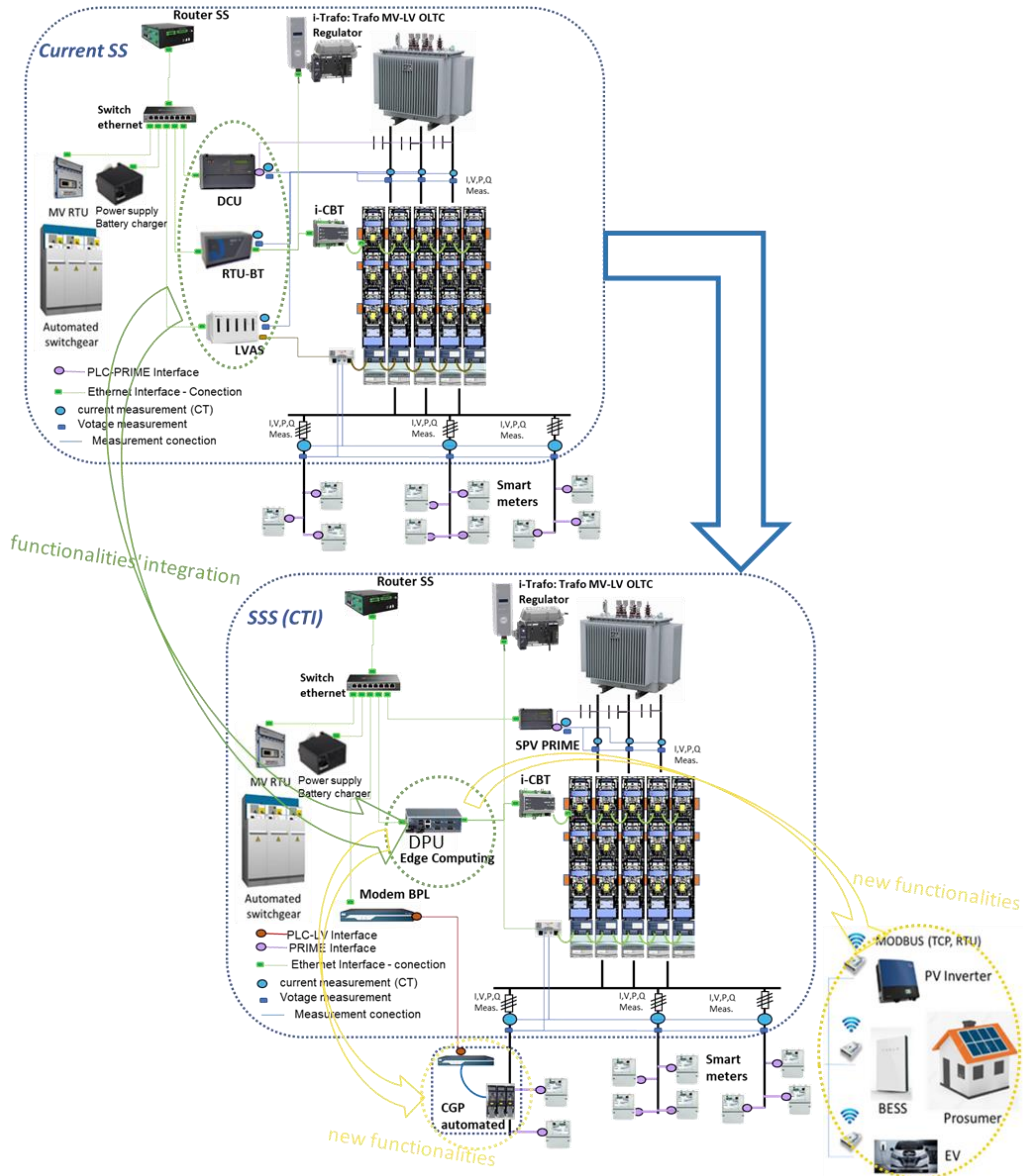 Router SS
i-Trafo: Trafo MV-LV OLTC
Regulator
Current SS
Switch
ethernet
I,V,P,Q
Meas.
MV RTU
Power supply
Battery charger
DCU
i-CBT
RTU-BT
Automated
switchgear
LVAS
PLC-PRIME Interface
Ethernet Interface - Conection
current measurement (CT)
Votage measurement
Measurement conection
I,V,P,Q
Meas.
I,V,P,Q
Meas.
I,V,P,Q
Meas.
Smart
meters
functionalities' integration
Router SS
i-Trafo: Trafo MV-LV OLTC
Regulator
SSS (CTI)
Switch
ethernet
SPV PRIME
I,V,P,Q
Meas.
MV RTU
Power supply
Battery charger
i-CBT
DPU
Edge Computing
Automated
switchgear
Modem BPL
new functionalities
PLC-LV Interface
PRIME Interface
Ethernet Interface - conection
current measurement (CT)
Votage measurement
Measurement conection
MODBUS (TCP, RTU)
PV Inverter
I,V,P,Q
Meas.
I,V,P,Q
Meas.
I,V,P,Q
Meas.
Smart
meters
CGP
automated
new functionalities
BESS
Prosumer
EV